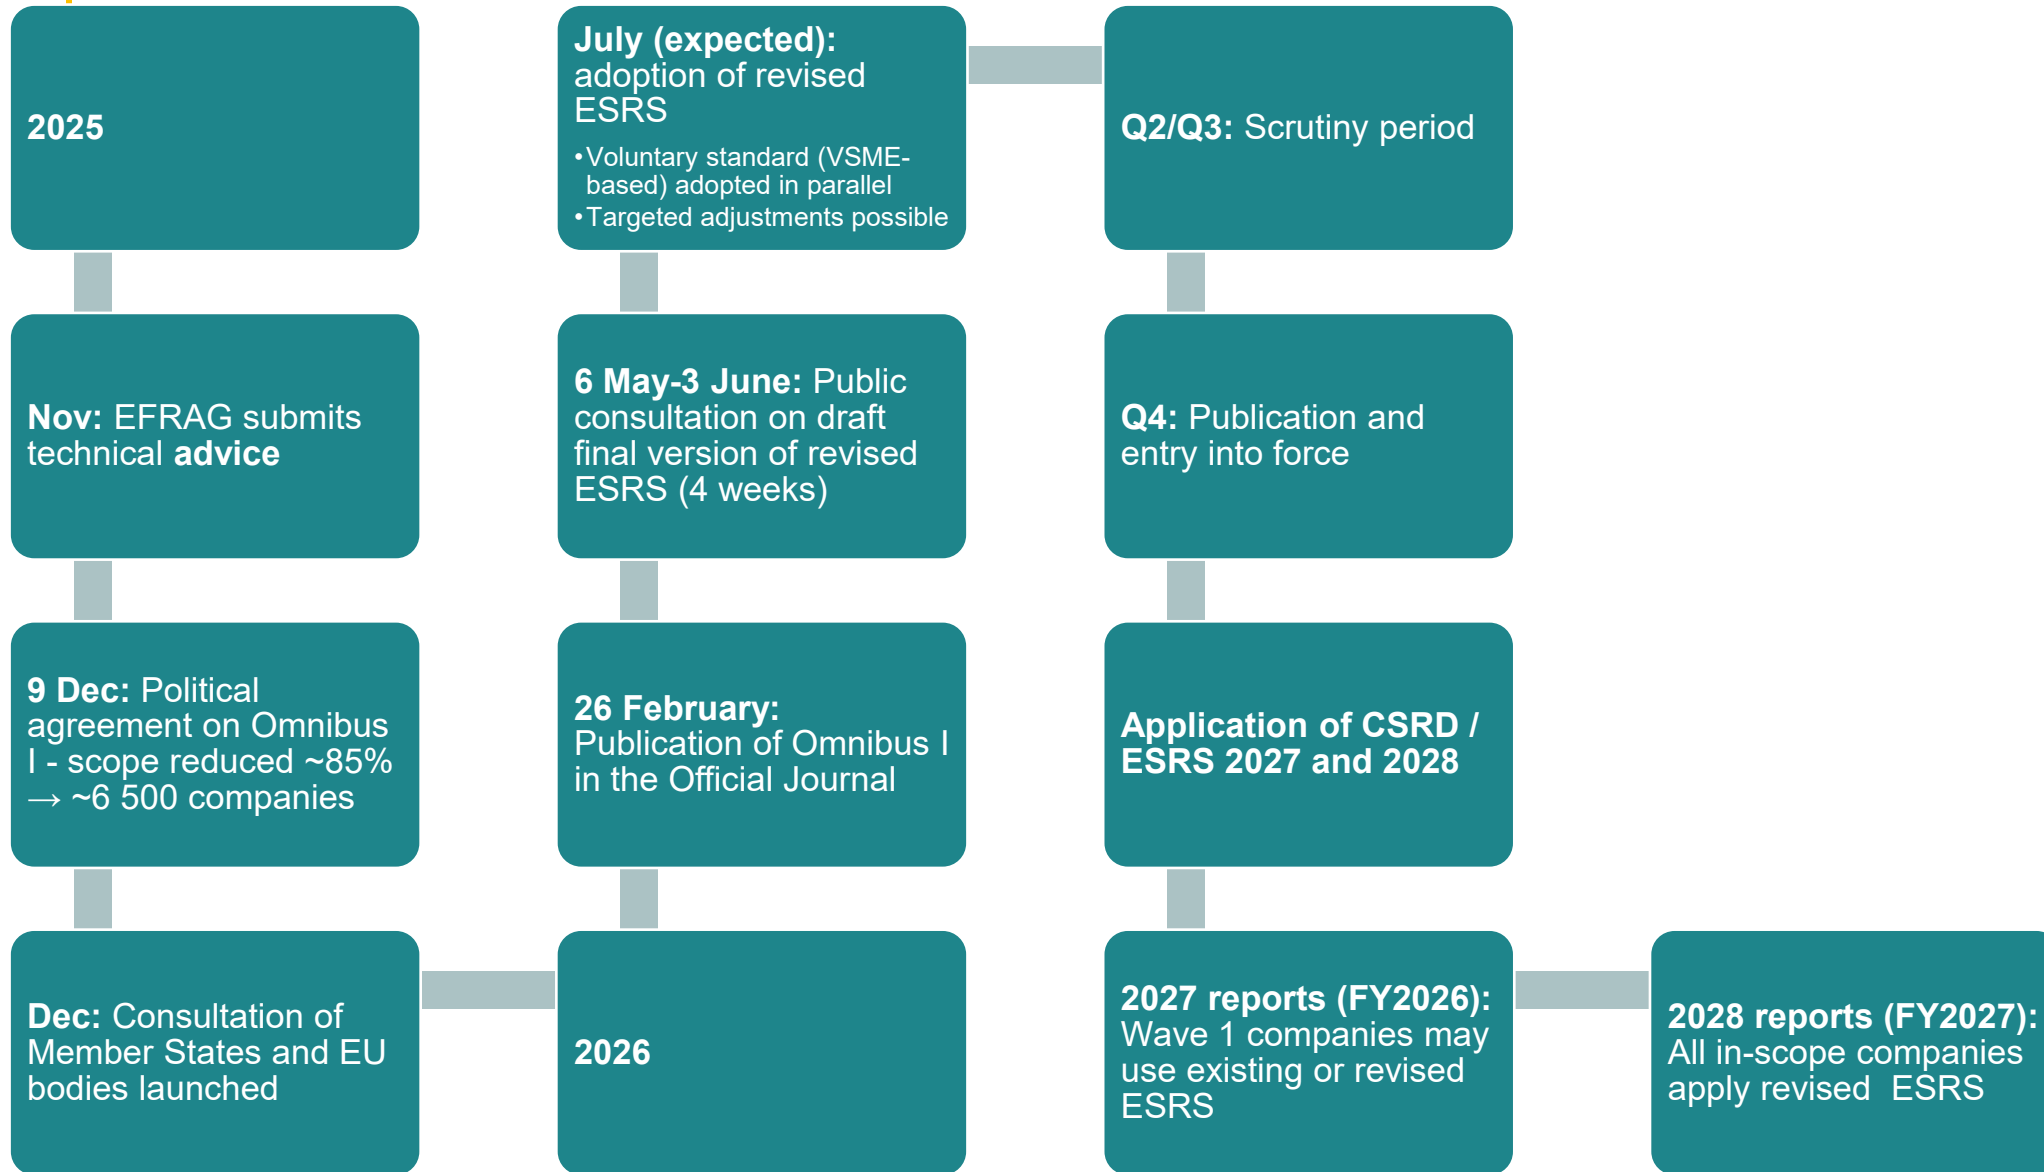 2025
Nov: EFRAG submits
technical advice
9 Dec: Political
agreement on Omnibus
I - scope reduced ~85%
→ ~6 500 companies
Dec: Consultation of
Member States and EU
bodies launched
2026
26 February:
Publication of Omnibus I
in the Official Journal
6 May-3 June: Public
consultation on draft
final version of revised
ESRS (4 weeks)
July (expected):
adoption of revised
ESRS
•Voluntary standard (VSME-
based) adopted in parallel
•Targeted adjustments possible
Q2/Q3: Scrutiny period
Q4: Publication and
entry into force
Application of CSRD /
ESRS 2027 and 2028
2027 reports (FY2026):
Wave 1 companies may
use existing or revised
ESRS
2028 reports (FY2027):
All in-scope companies
apply revised  ESRS